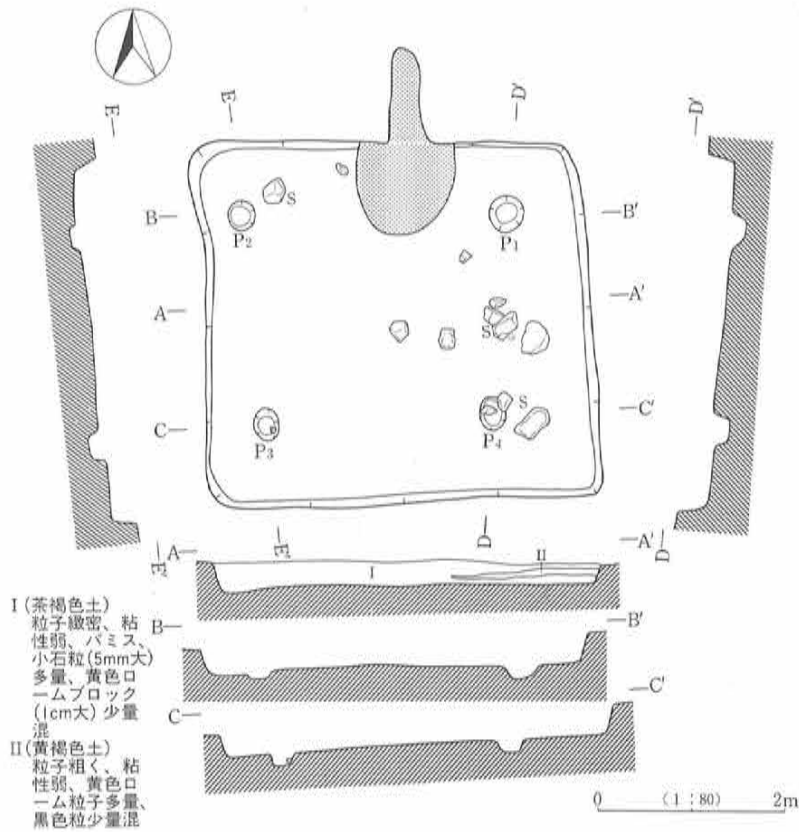 E
E
D′
D′
B
S
P2
P1
B′
A
A′
S
C
S
C′
P3
P4
E′
E′
D
D
A
A′
I
II
I(茶褐色土)
粒子緻密、粘
性弱、パミス、
小石粒(5mm大)
多量、黄色ロ
ームブロック
(1cm大)少量
混
II(黄褐色土)
粒子粗く、粘
性弱、黄色ロ
ーム粒子多量、
黒色粒少量混
B
B′
C
C′
0 (1:80) 2m